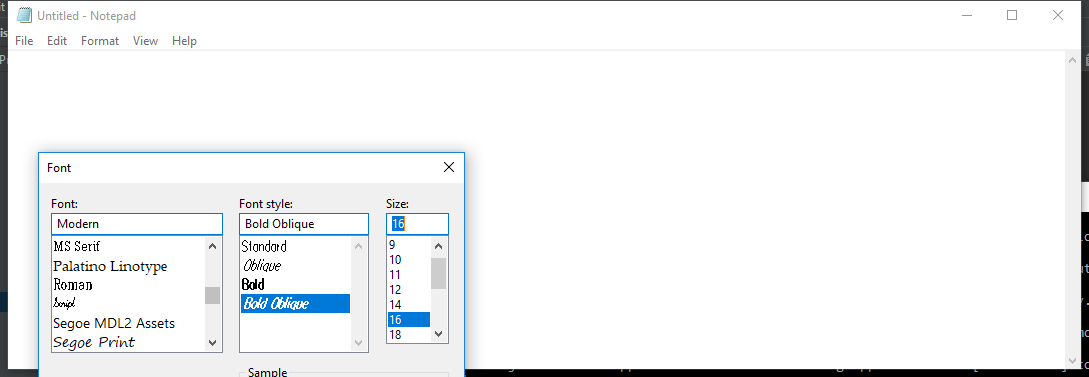 Untitled - Notepad
File Edit Format View Help
Font
Font: Font style: Size:
Modern Bold Oblique 16
MS Serif Standard 9
Palatino Linotype Oblique 10
Roman Bold 11
Script Bold Oblique 12
Segoe MDL2 Assets 14
Segoe Print 16
18
Sample